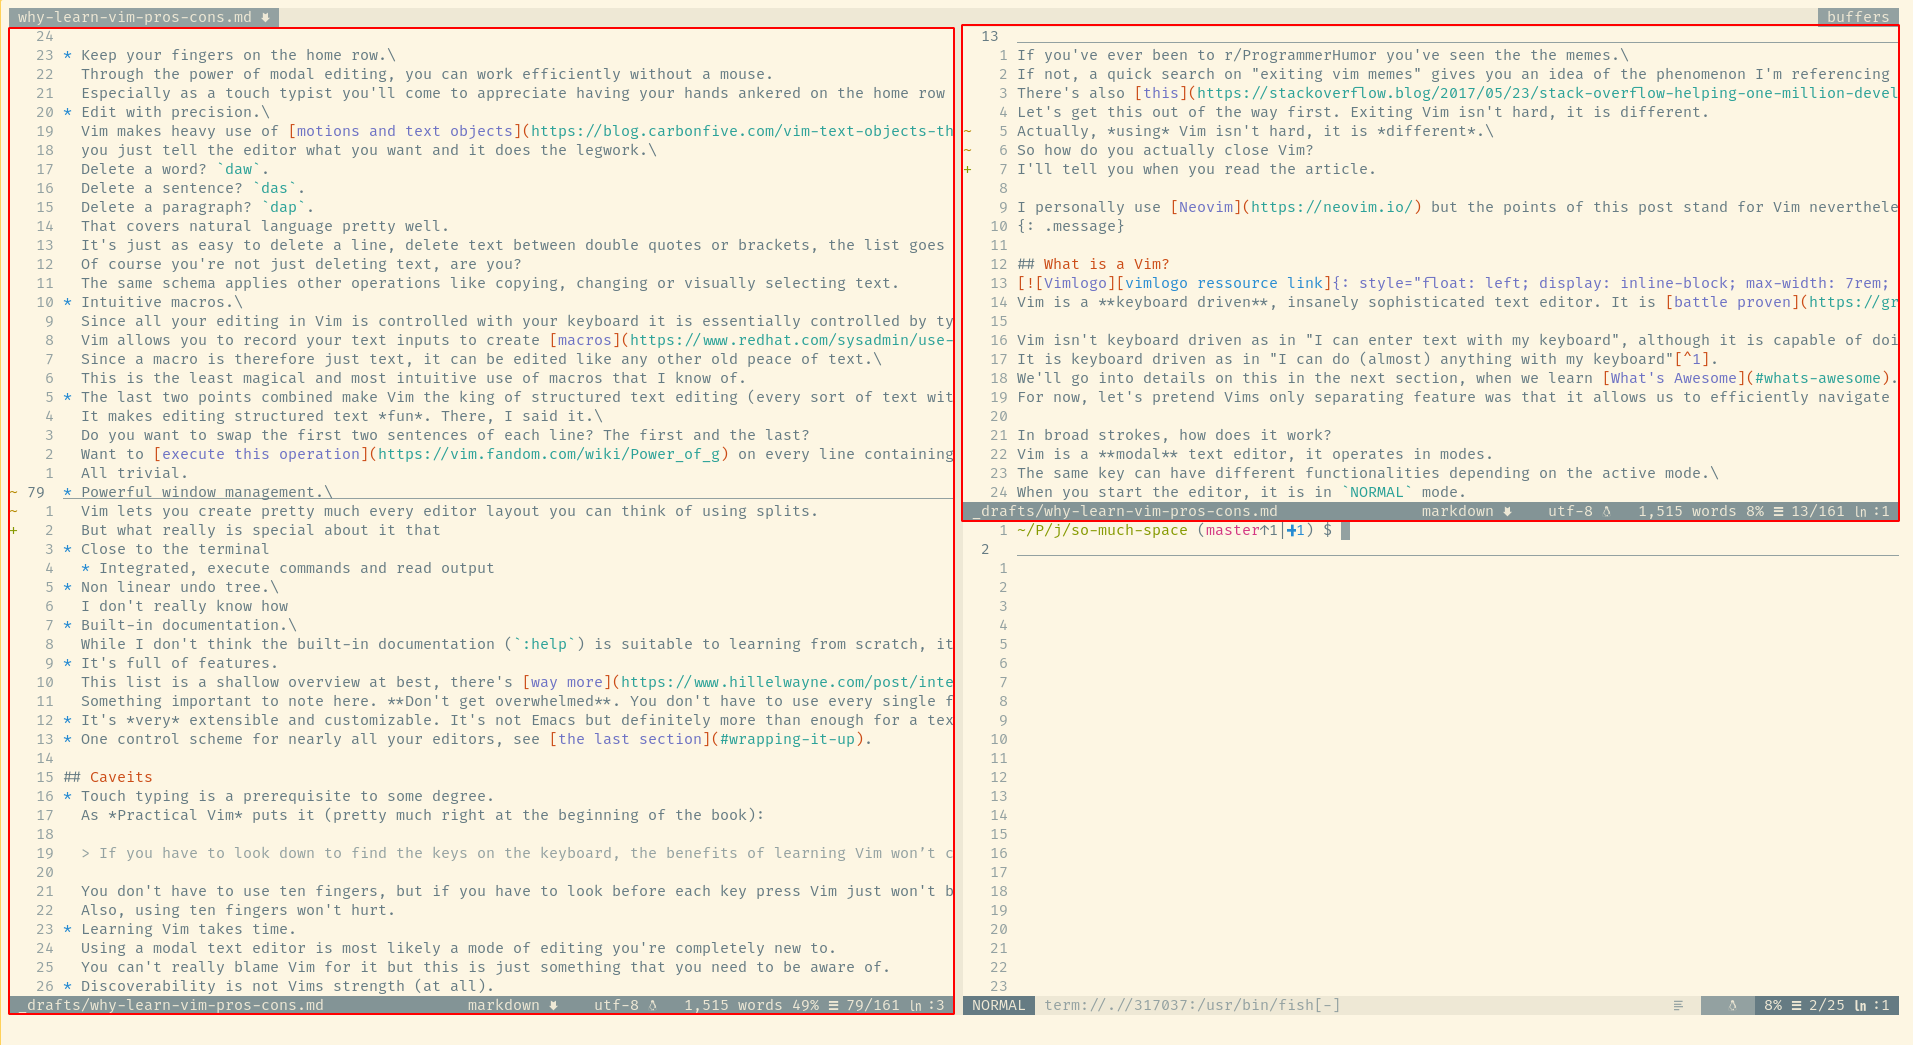 why-learn-vim-pros-cons.md
24
23 * Keep your fingers on the home row.\
22   Through the power of modal editing, you can work efficiently without a mouse.
21   Especially as a touch typist you'll come to appreciate having your hands ankered on the home row
20 * Edit with precision.\
19   Vim makes heavy use of [motions and text objects](https://blog.carbonfive.com/vim-text-objects-th
18   you just tell the editor what you want and it does the legwork.\
17   Delete a word? `daw`.
16   Delete a sentence? `das`.
15   Delete a paragraph? `dap`.
14   That covers natural language pretty well.
13   It's just as easy to delete a line, delete text between double quotes or brackets, the list goes
12   Of course you're not just deleting text, are you?
11   The same schema applies other operations like copying, changing or visually selecting text.
10 * Intuitive macros.\
9   Since all your editing in Vim is controlled with your keyboard it is essentially controlled by ty
8   Vim allows you to record your text inputs to create [macros](https://www.redhat.com/sysadmin/use-
7   Since a macro is therefore just text, it can be edited like any other old peace of text.\
6   This is the least magical and most intuitive use of macros that I know of.
5 * The last two points combined make Vim the king of structured text editing (every sort of text wit
4   It makes editing structured text *fun*. There, I said it.\
3   Do you want to swap the first two sentences of each line? The first and the last?
2   Want to [execute this operation](https://vim.fandom.com/wiki/Power_of_g) on every line containing
1   All trivial.
~ 79 * Powerful window management.\
~ 1   Vim lets you create pretty much every editor layout you can think of using splits.
+ 2   But what really is special about it that
3 * Close to the terminal
4   * Integrated, execute commands and read output
5 * Non linear undo tree.\
6   I don't really know how
7 * Built-in documentation.\
8   While I don't think the built-in documentation (`:help`) is suitable to learning from scratch, it
9 * It's full of features.
10   This list is a shallow overview at best, there's [way more](https://www.hillelwayne.com/post/inte
11   Something important to note here. **Don't get overwhelmed**. You don't have to use every single f
12 * It's *very* extensible and customizable. It's not Emacs but definitely more than enough for a tex
13 * One control scheme for nearly all your editors, see [the last section](#wrapping-it-up).
14
15 ## Caveits
16 * Touch typing is a prerequisite to some degree.
17   As *Practical Vim* puts it (pretty much right at the beginning of the book):
18
19   > If you have to look down to find the keys on the keyboard, the benefits of learning Vim won’t c
20
21   You don't have to use ten fingers, but if you have to look before each key press Vim just won't b
22   Also, using ten fingers won't hurt.
23 * Learning Vim takes time.
24   Using a modal text editor is most likely a mode of editing you're completely new to.
25   You can't really blame Vim for it but this is just something that you need to be aware of.
26 * Discoverability is not Vims strength (at all).
_drafts/why-learn-vim-pros-cons.md markdown utf-8 1,515 words 49% ☰ 79/161 ln :3
buffers
13
1 If you've ever been to r/ProgrammerHumor you've seen the the memes.\
2 If not, a quick search on "exiting vim memes" gives you an idea of the phenomenon I'm referencing
3 There's also [this](https://stackoverflow.blog/2017/05/23/stack-overflow-helping-one-million-devel
4 Let's get this out of the way first. Exiting Vim isn't hard, it is different.
~ 5 Actually, *using* Vim isn't hard, it is *different*.\
~ 6 So how do you actually close Vim?
+ 7 I'll tell you when you read the article.
8
9 I personally use [Neovim](https://neovim.io/) but the points of this post stand for Vim neverthele
10 {: .message}
11
12 ## What is a Vim?
13 [![Vimlogo][vimlogo ressource link]{: style="float: left; display: inline-block; max-width: 7rem;
14 Vim is a **keyboard driven**, insanely sophisticated text editor. It is [battle proven](https://gr
15
16 Vim isn't keyboard driven as in "I can enter text with my keyboard", although it is capable of doi
17 It is keyboard driven as in "I can do (almost) anything with my keyboard"[^1].
18 We'll go into details on this in the next section, when we learn [What's Awesome](#whats-awesome).
19 For now, let's pretend Vims only separating feature was that it allows us to efficiently navigate
20
21 In broad strokes, how does it work?
22 Vim is a **modal** text editor, it operates in modes.
23 The same key can have different functionalities depending on the active mode.\
24 When you start the editor, it is in `NORMAL` mode.
_drafts/why-learn-vim-pros-cons.md markdown utf-8 1,515 words 8% ☰ 13/161 ln :1
1 ~/P/j/so-much-space (master↑1|✚1) $
2
1
2
3
4
5
6
7
8
9
10
11
12
13
14
15
16
17
18
19
20
21
22
23
NORMAL term://.//317037:/usr/bin/fish[-] 8% ☰ 2/25 ln :1